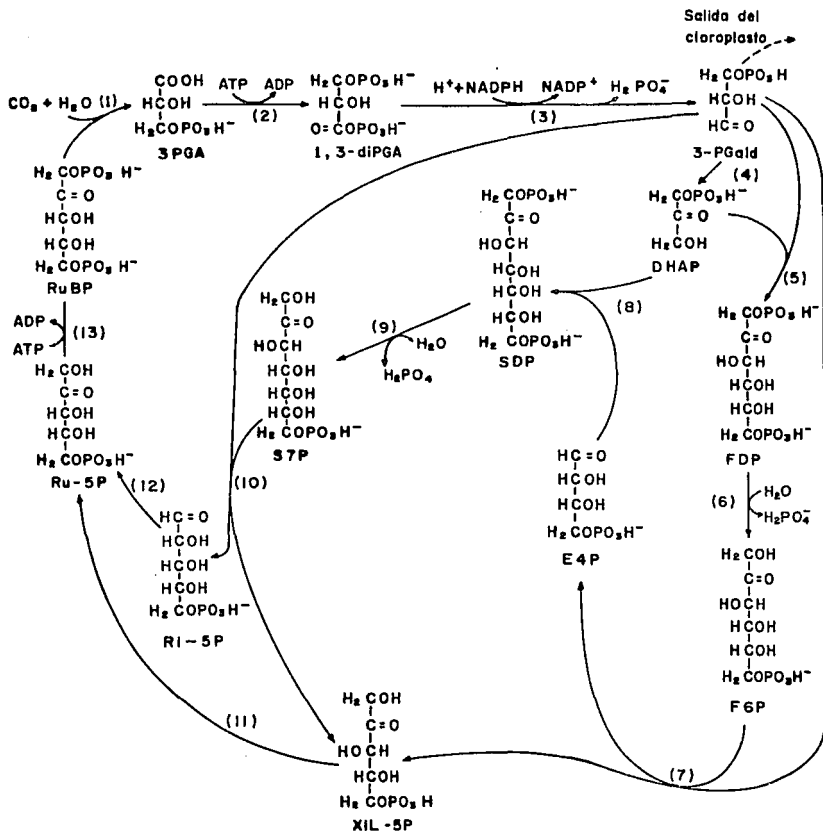 Salida del
cloroplasto
CO₂ + H₂O (1)
COOH
HCOH
H₂COPO₃H⁻
3PGA
ATP
ADP
(2)
H₂COPO₃H⁻
HCOH
O=COPO₃H⁻
1,3-diPGA
H⁺+NADPH
NADP⁺
H₂PO₄⁻
(3)
H₂COPO₃H
HCOH
HC=O
3-PGald
(4)
H₂COPO₃H⁻
C=O
H₂COH
DHAP
(5)
H₂COPO₃H⁻
C=O
HCOH
HCOH
H₂COPO₃H⁻
RuBP
ADP
ATP
(13)
H₂COH
C=O
HCOH
HCOH
H₂COPO₃H⁻
Ru-5P
(12)
HC=O
HCOH
HCOH
HCOH
H₂COPO₃H⁻
RI-5P
H₂COH
C=O
HOCH
HCOH
HCOH
HCOH
H₂COPO₃H⁻
S7P
(10)
(9)
H₂O
H₂PO₄
H₂COPO₃H⁻
C=O
HOCH
HCOH
HCOH
HCOH
H₂COPO₃H⁻
SDP
(8)
HC=O
HCOH
HCOH
H₂COPO₃H⁻
E4P
H₂COPO₃H⁻
C=O
HOCH
HCOH
HCOH
H₂COPO₃H⁻
FDP
(6)
H₂O
H₂PO₄⁻
H₂COH
C=O
HOCH
HCOH
HCOH
H₂COPO₃H⁻
F6P
(7)
(11)
H₂COH
C=O
HOCH
HCOH
H₂COPO₃H
XIL-5P